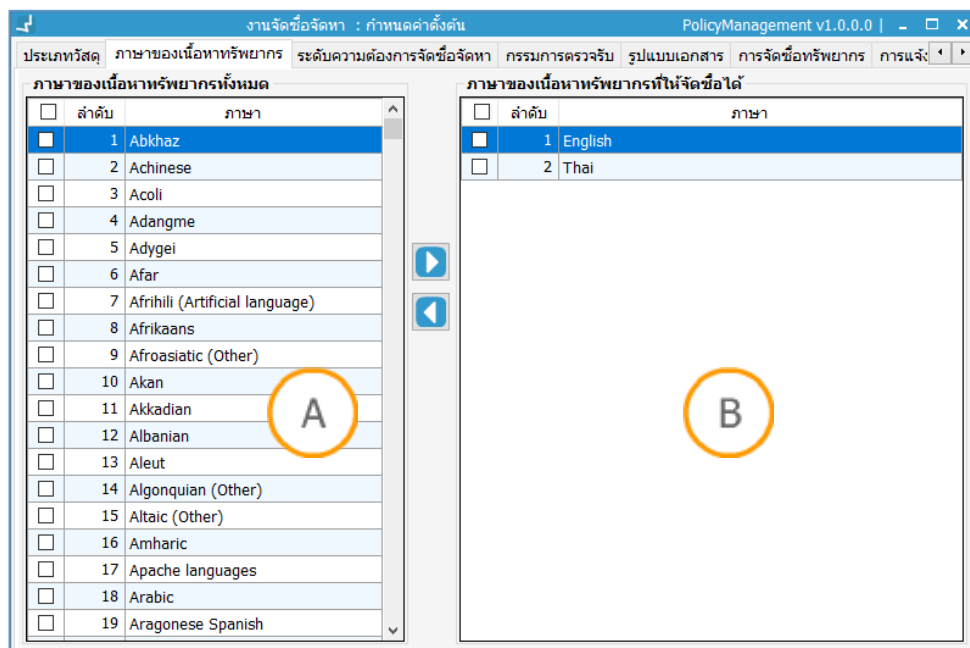 งานจัดซื้อจัดหา : กำหนดค่าตั้งต้น PolicyManagement v1.0.0.0 |
ประเภทวัสดุ ภาษาของเนื้อหาทรัพยากร ระดับความต้องการจัดซื้อจัดหา กรรมการตรวจรับ รูปแบบเอกสาร การจัดซื้อทรัพยากร การแจ้ง
ภาษาของเนื้อหาทรัพยากรทั้งหมด
ลำดับ ภาษา
1 Abkhaz
2 Achinese
3 Acoli
4 Adangme
5 Adygei
6 Afar
7 Afrihili (Artificial language)
8 Afrikaans
9 Afroasiatic (Other)
10 Akan
11 Akkadian
12 Albanian
13 Aleut
14 Algonquian (Other)
15 Altaic (Other)
16 Amharic
17 Apache languages
18 Arabic
19 Aragonese Spanish
A
ภาษาของเนื้อหาทรัพยากรที่ให้จัดซื้อได้
ลำดับ ภาษา
1 English
2 Thai
B